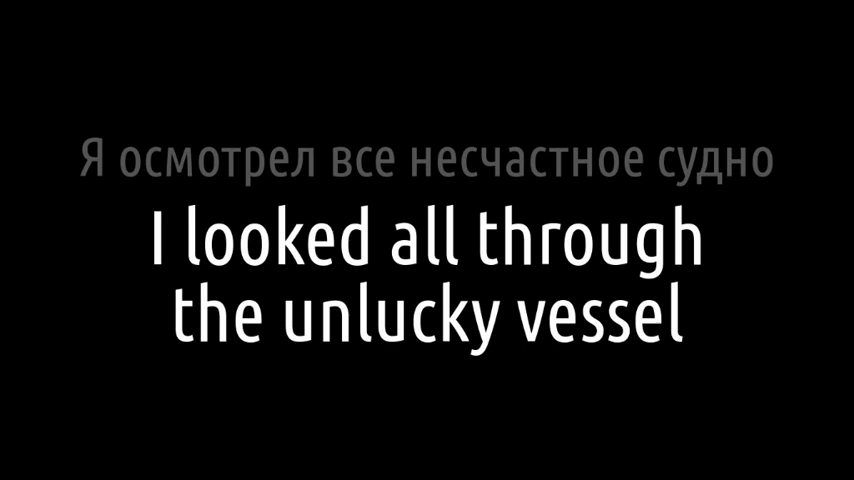 Я осмотрел все несчастное судно
I looked all through
the unlucky vessel